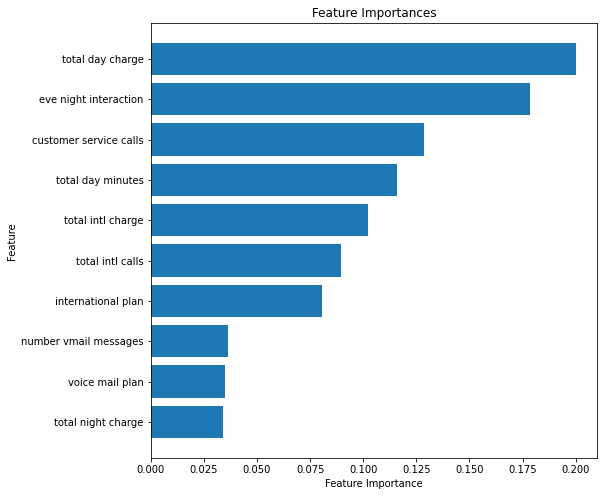 Feature Importances
total day charge
eve night interaction
customer service calls
total day minutes
total intl charge
total intl calls
international plan
number vmail messages
voice mail plan
total night charge
Feature
0.000 0.025 0.050 0.075 0.100 0.125 0.150 0.175 0.200
Feature Importance